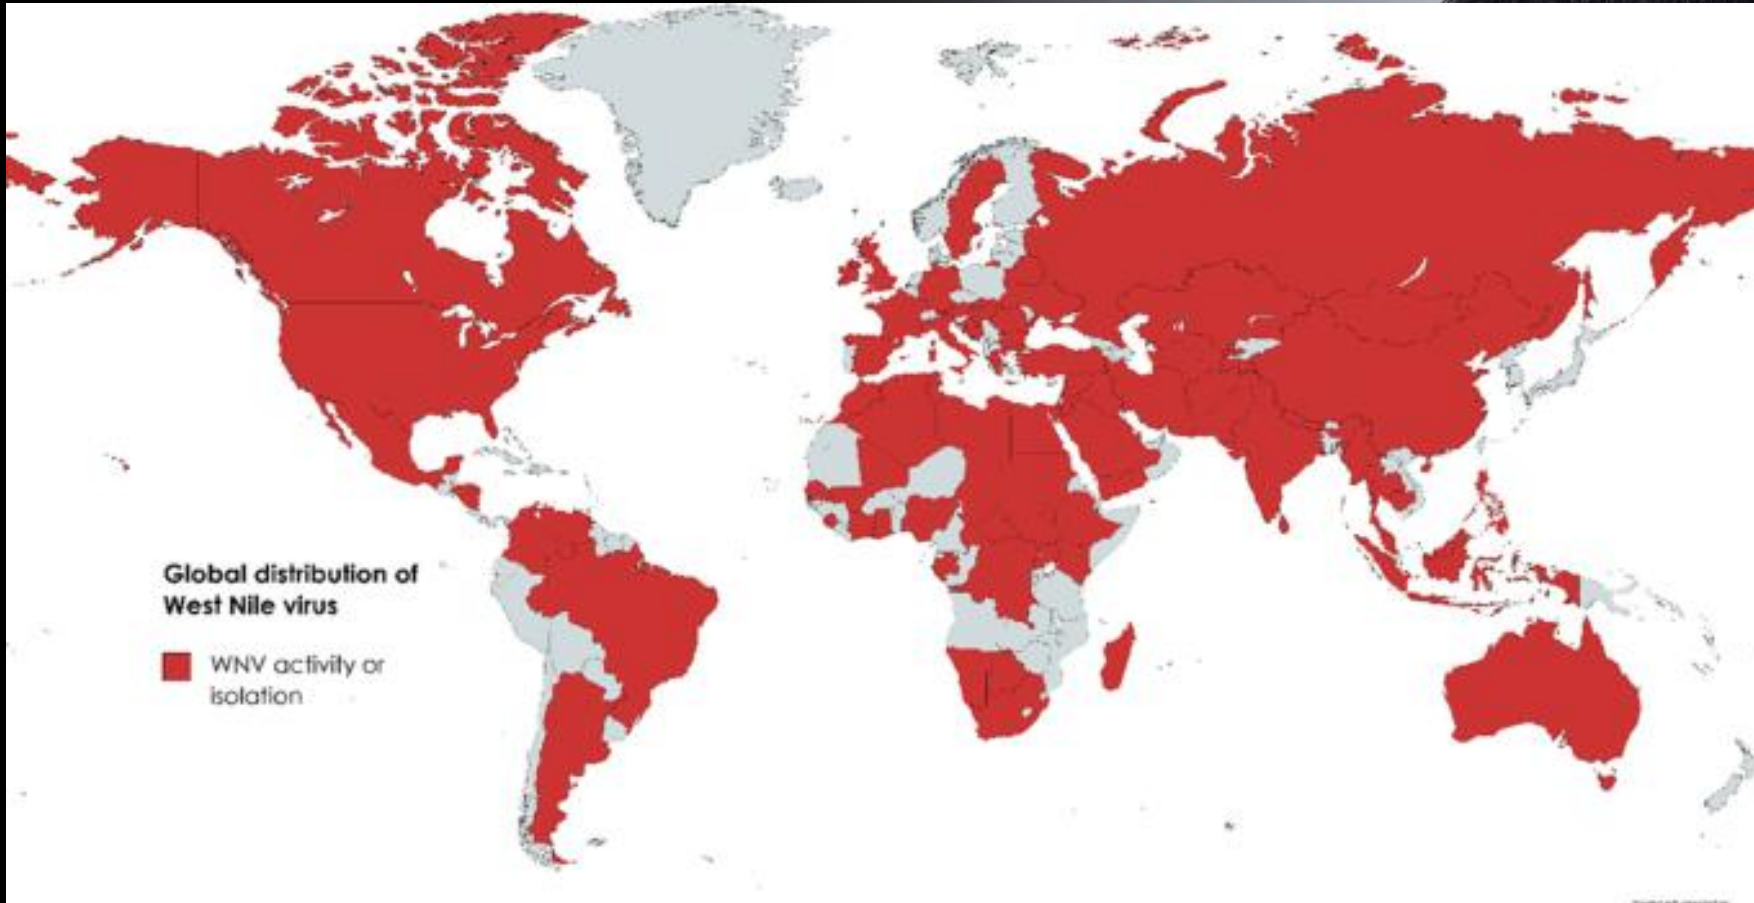 Global distribution of
West Nile virus
WNV activity or
isolation